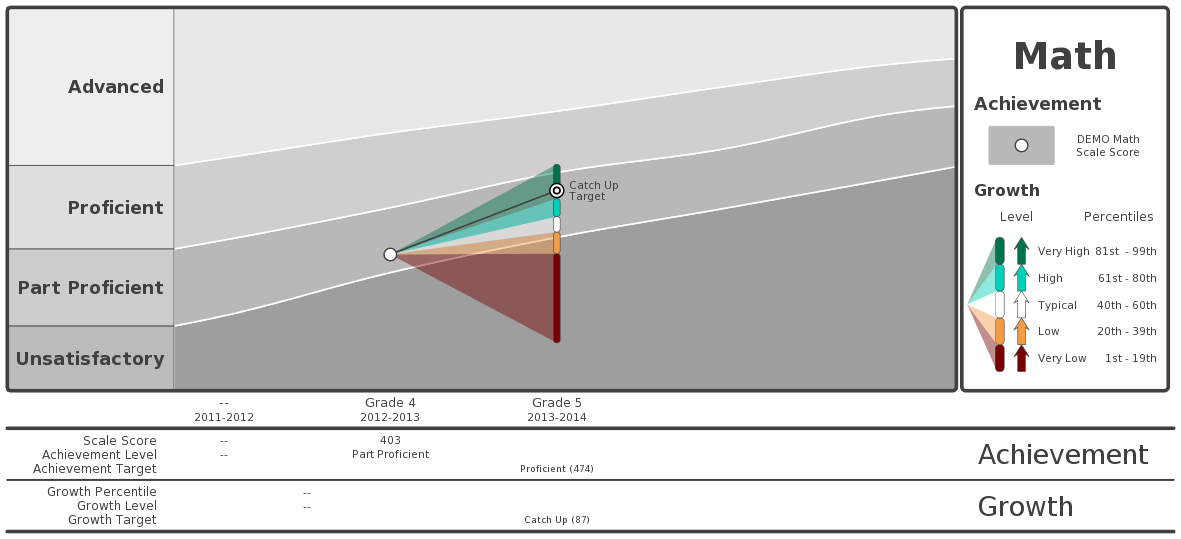 Advanced
Proficient
Part Proficient
Unsatisfactory
Catch Up
Target
Math
Achievement
DEMO Math
Scale Score
Growth
Level Percentiles
Very High 81st - 99th
High 61st - 80th
Typical 40th - 60th
Low 20th - 39th
Very Low 1st - 19th
-- Grade 4 Grade 5
2011-2012 2012-2013 2013-2014
Scale Score -- 403
Achievement Level -- Part Proficient
Achievement Target Proficient (474)
Achievement
Growth Percentile --
Growth Level --
Growth Target Catch Up (87)
Growth